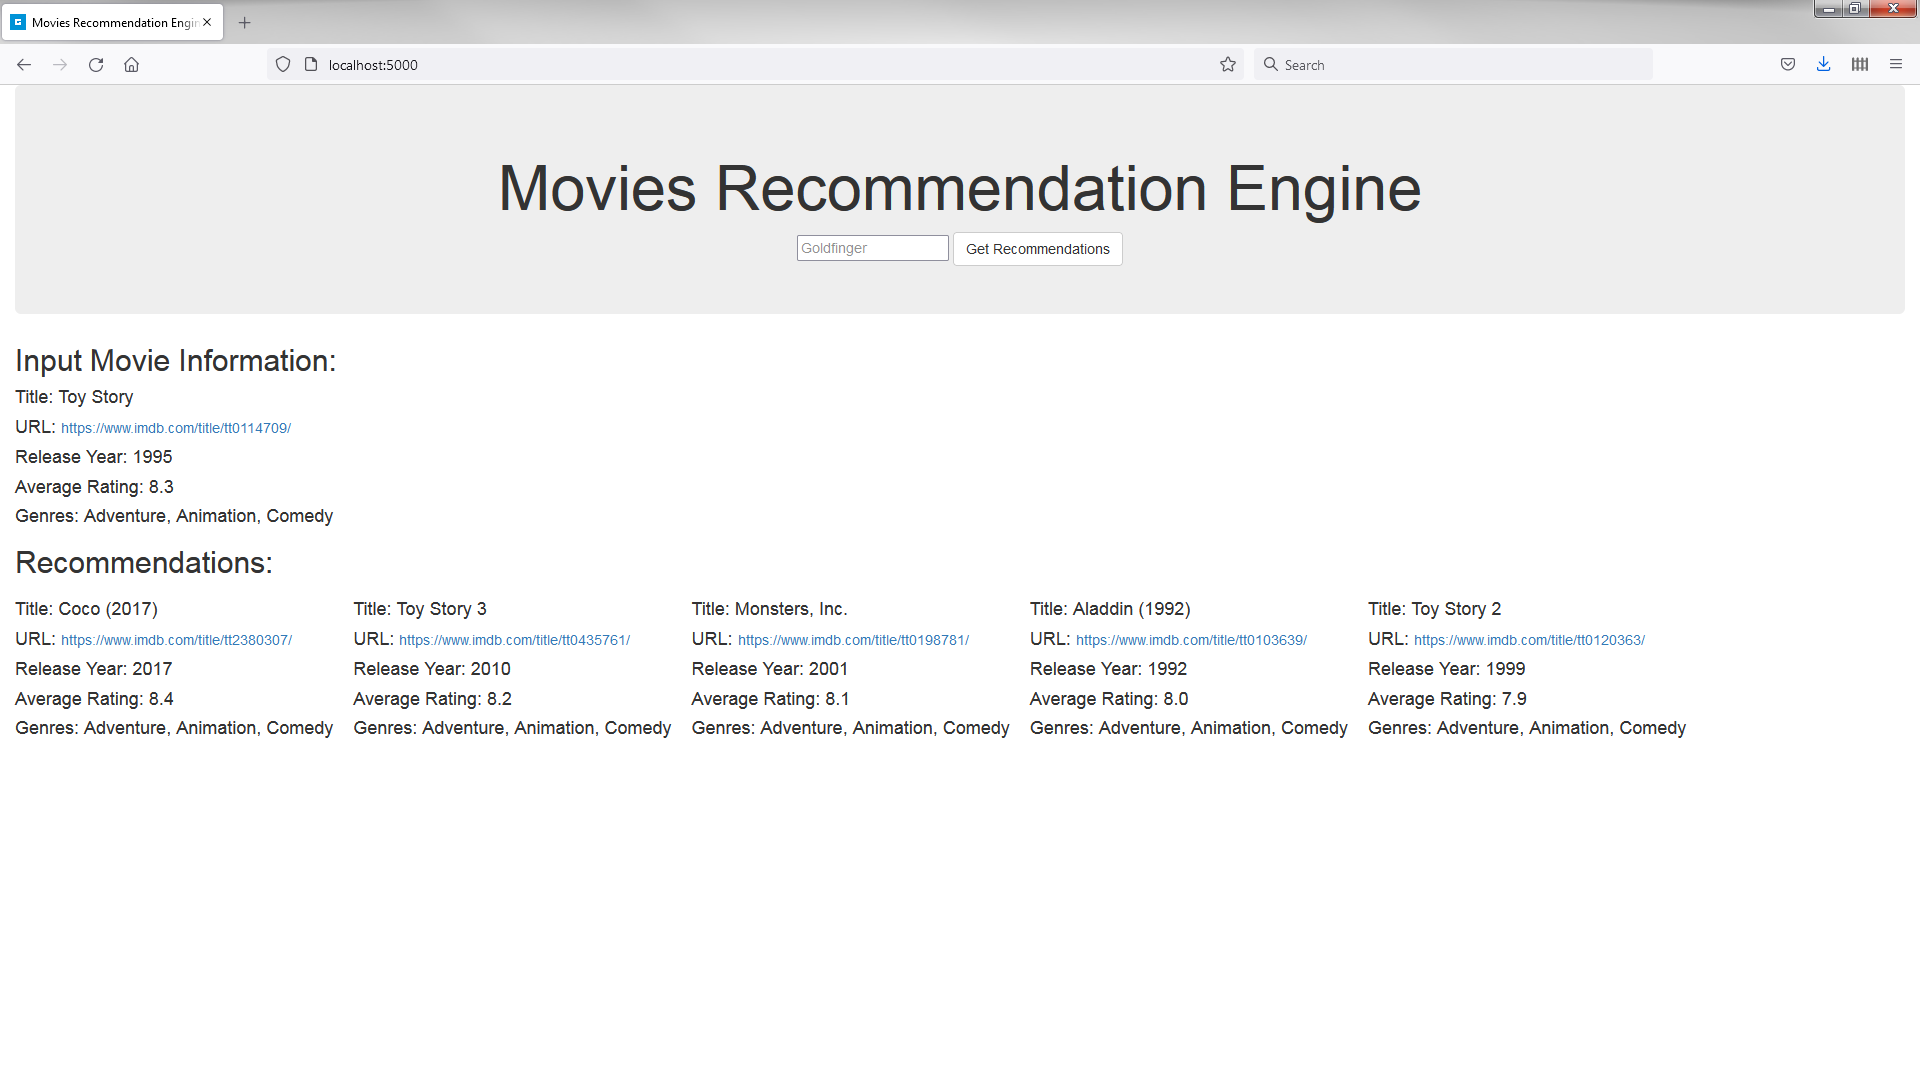 Movies Recommendation Engin
localhost:5000
Search
Movies Recommendation Engine
Goldfinger
Get Recommendations
Input Movie Information:
Title: Toy Story
URL: https://www.imdb.com/title/tt0114709/
Release Year: 1995
Average Rating: 8.3
Genres: Adventure, Animation, Comedy
Recommendations:
Title: Coco (2017)
URL: https://www.imdb.com/title/tt2380307/
Release Year: 2017
Average Rating: 8.4
Genres: Adventure, Animation, Comedy
Title: Toy Story 3
URL: https://www.imdb.com/title/tt0435761/
Release Year: 2010
Average Rating: 8.2
Genres: Adventure, Animation, Comedy
Title: Monsters, Inc.
URL: https://www.imdb.com/title/tt0198781/
Release Year: 2001
Average Rating: 8.1
Genres: Adventure, Animation, Comedy
Title: Aladdin (1992)
URL: https://www.imdb.com/title/tt0103639/
Release Year: 1992
Average Rating: 8.0
Genres: Adventure, Animation, Comedy
Title: Toy Story 2
URL: https://www.imdb.com/title/tt0120363/
Release Year: 1999
Average Rating: 7.9
Genres: Adventure, Animation, Comedy